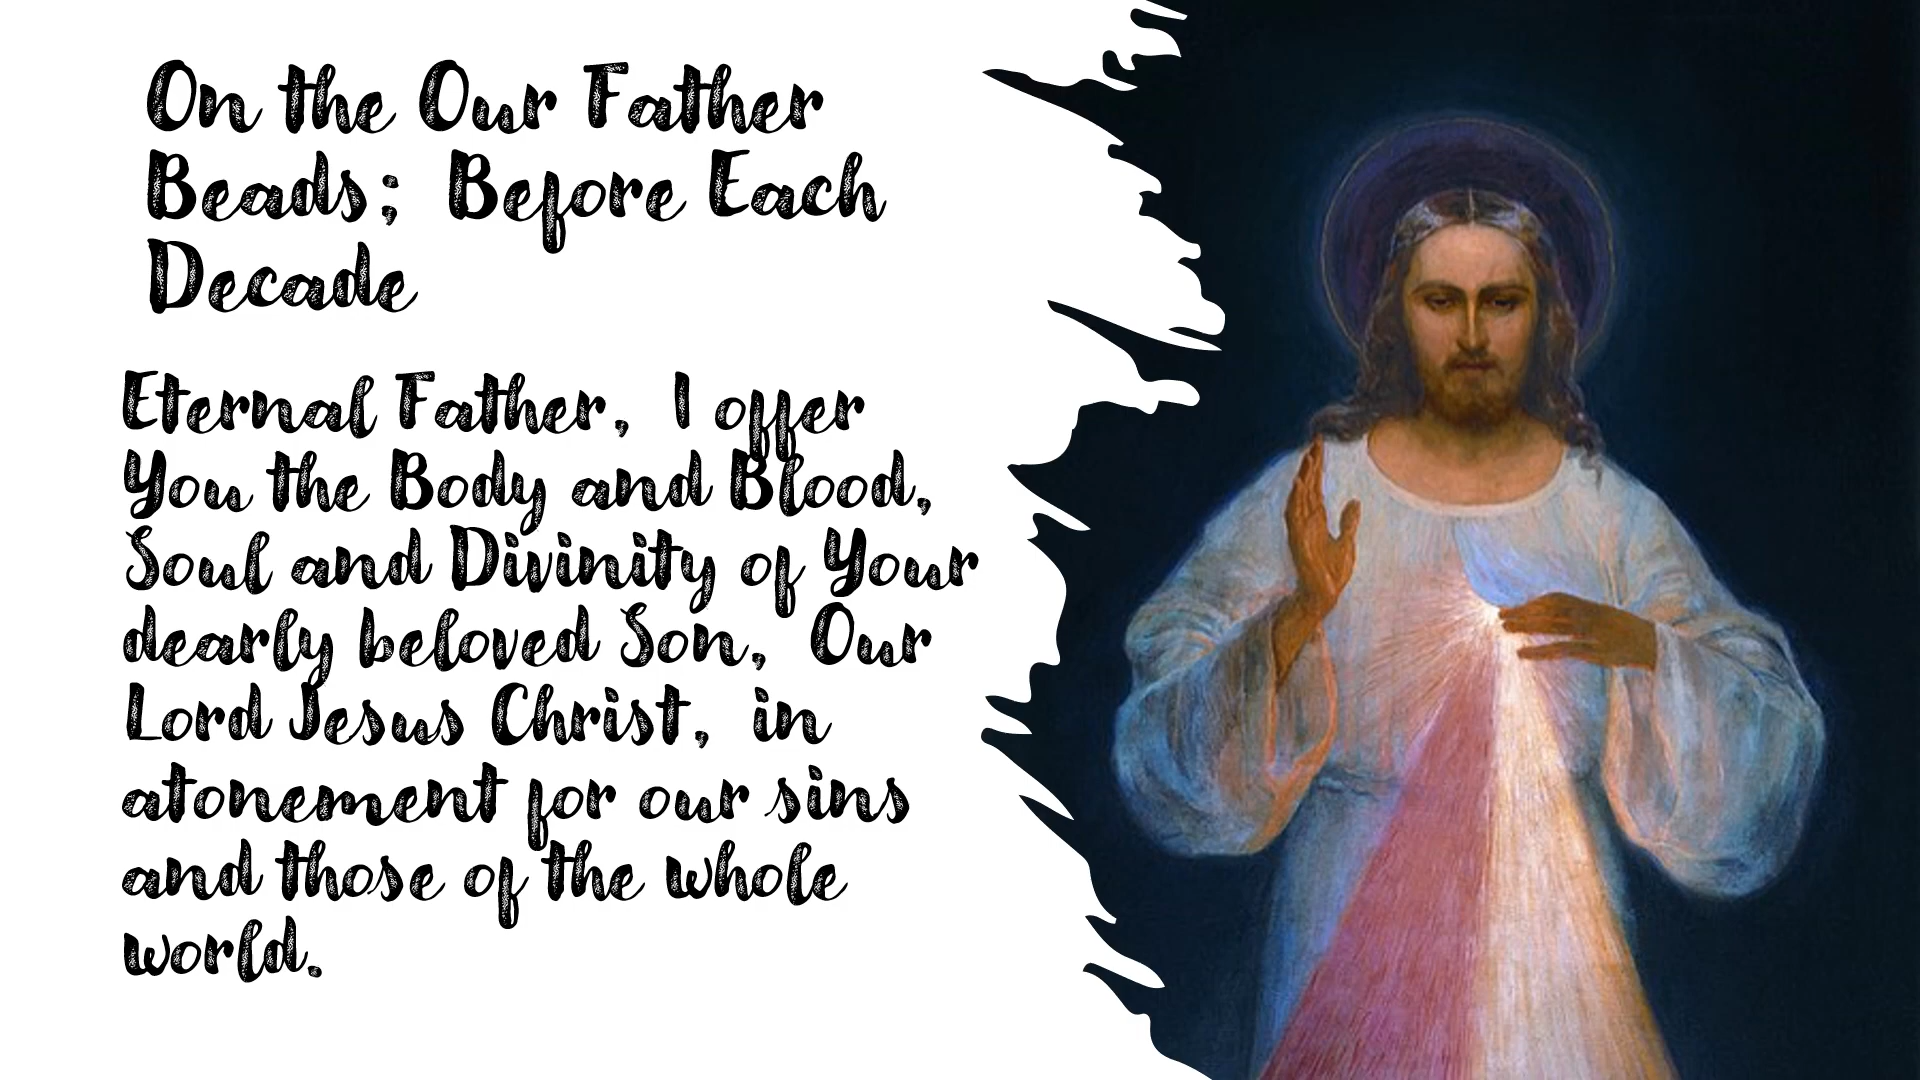 On the Our Father
Beads; Before Each
Decade
Eternal Father, I offer
You the Body and Blood,
Soul and Divinity of Your
dearly beloved Son, Our
Lord Jesus Christ, in
atonement for our sins
and those of the whole
world.